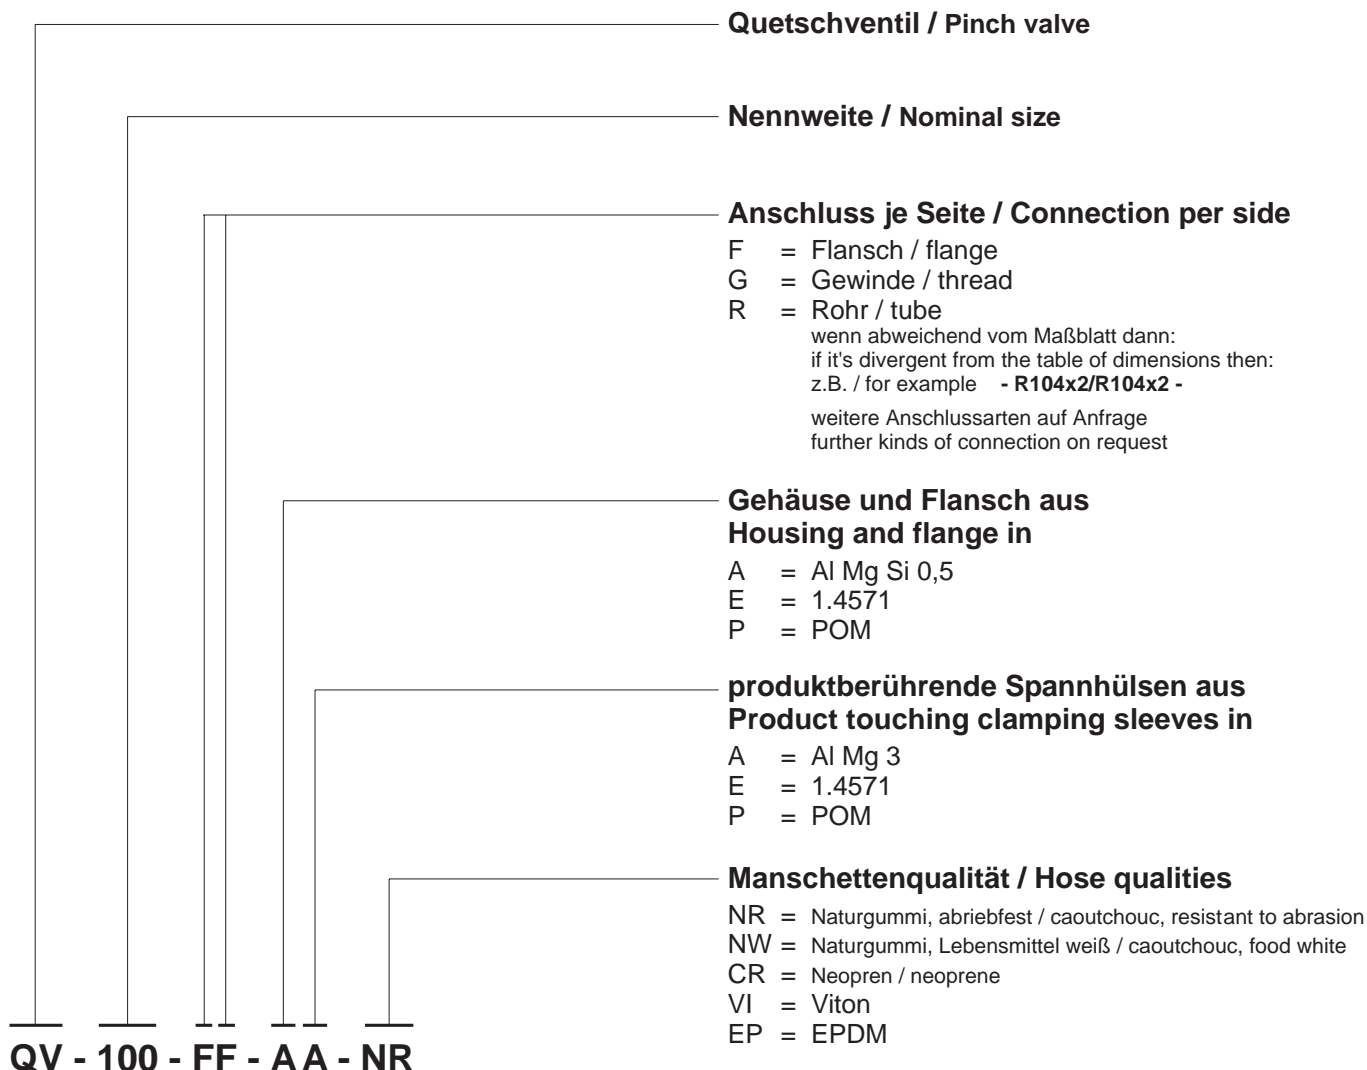 Quetschventil / Pinch valve
Nennweite / Nominal size
Anschluss je Seite / Connection per side
F = Flansch / flange
G = Gewinde / thread
R = Rohr / tube
wenn abweichend vom Maßblatt dann:
if it's divergent from the table of dimensions then:
z.B. / for example - R104x2/R104x2 -
weitere Anschlussarten auf Anfrage
further kinds of connection on request
Gehäuse und Flansch aus
Housing and flange in
A = Al Mg Si 0,5
E = 1.4571
P = POM
produktberührende Spannhülsen aus
Product touching clamping sleeves in
A = Al Mg 3
E = 1.4571
P = POM
Manschettenqualität / Hose qualities
NR = Naturgummi, abriebfest / caoutchouc, resistant to abrasion
NW = Naturgummi, Lebensmittel weiß / caoutchouc, food white
CR = Neopren / neoprene
VI = Viton
EP = EPDM
QV - 100 - FF - A A - NR